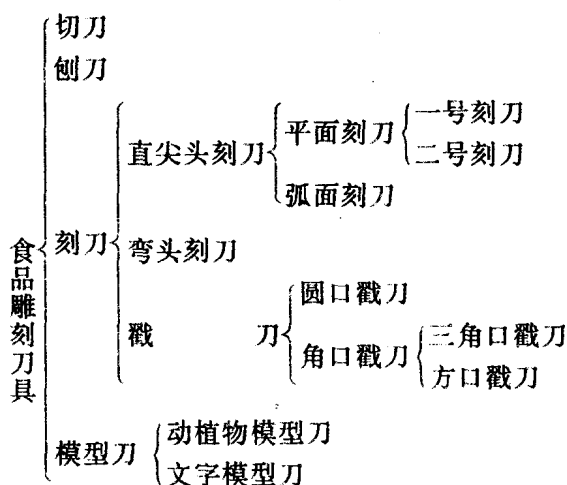 食品雕刻刀具
切刀
刨刀
刻刀
直尖头刻刀
平面刻刀
一号刻刀
二号刻刀
弧面刻刀
弯头刻刀
戳 刀
圆口戳刀
角口戳刀
三角口戳刀
方口戳刀
模型刀
动植物模型刀
文字模型刀